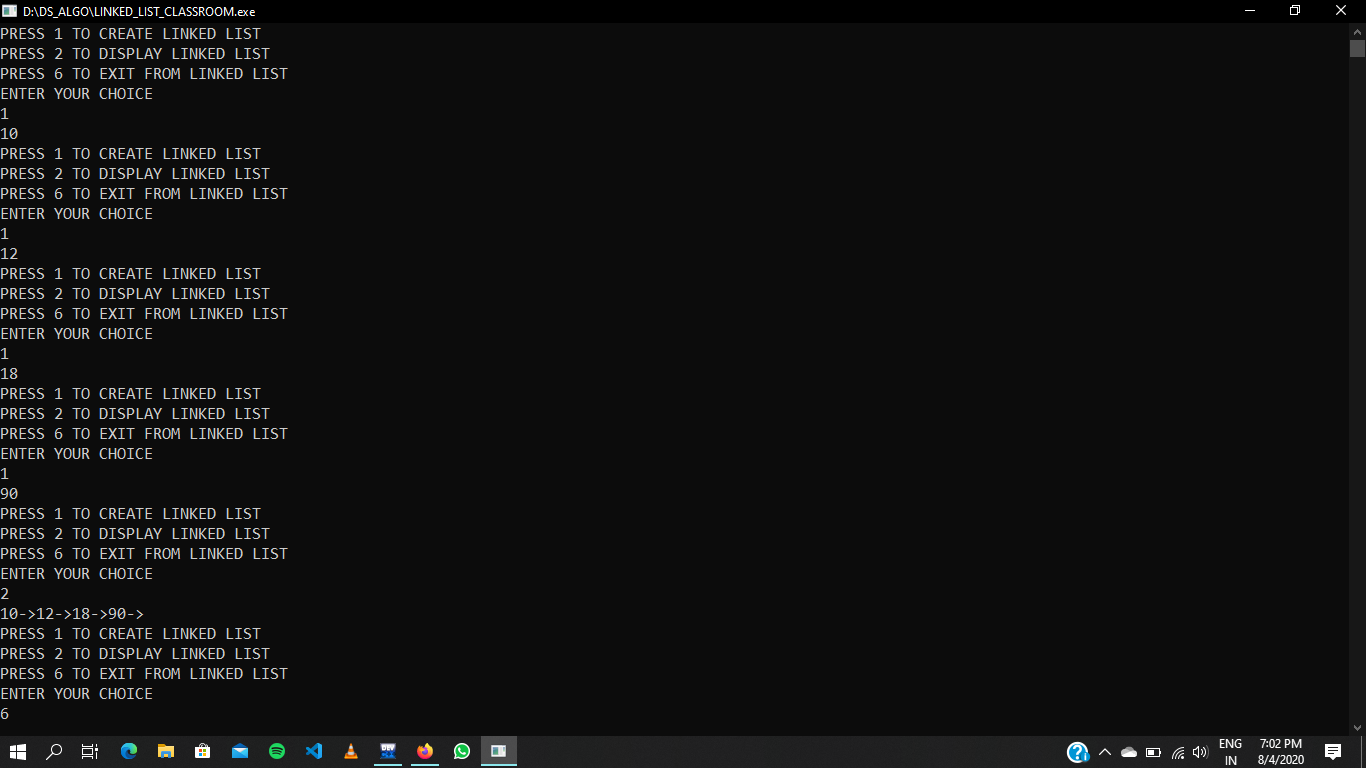 D:\DS_ALGO\LINKED_LIST_CLASSROOM.exe
PRESS 1 TO CREATE LINKED LIST
PRESS 2 TO DISPLAY LINKED LIST
PRESS 6 TO EXIT FROM LINKED LIST
ENTER YOUR CHOICE
1
10
PRESS 1 TO CREATE LINKED LIST
PRESS 2 TO DISPLAY LINKED LIST
PRESS 6 TO EXIT FROM LINKED LIST
ENTER YOUR CHOICE
1
12
PRESS 1 TO CREATE LINKED LIST
PRESS 2 TO DISPLAY LINKED LIST
PRESS 6 TO EXIT FROM LINKED LIST
ENTER YOUR CHOICE
1
18
PRESS 1 TO CREATE LINKED LIST
PRESS 2 TO DISPLAY LINKED LIST
PRESS 6 TO EXIT FROM LINKED LIST
ENTER YOUR CHOICE
1
90
PRESS 1 TO CREATE LINKED LIST
PRESS 2 TO DISPLAY LINKED LIST
PRESS 6 TO EXIT FROM LINKED LIST
ENTER YOUR CHOICE
2
10->12->18->90->
PRESS 1 TO CREATE LINKED LIST
PRESS 2 TO DISPLAY LINKED LIST
PRESS 6 TO EXIT FROM LINKED LIST
ENTER YOUR CHOICE
6
DEV
ENG
IN
7:02 PM
8/4/2020